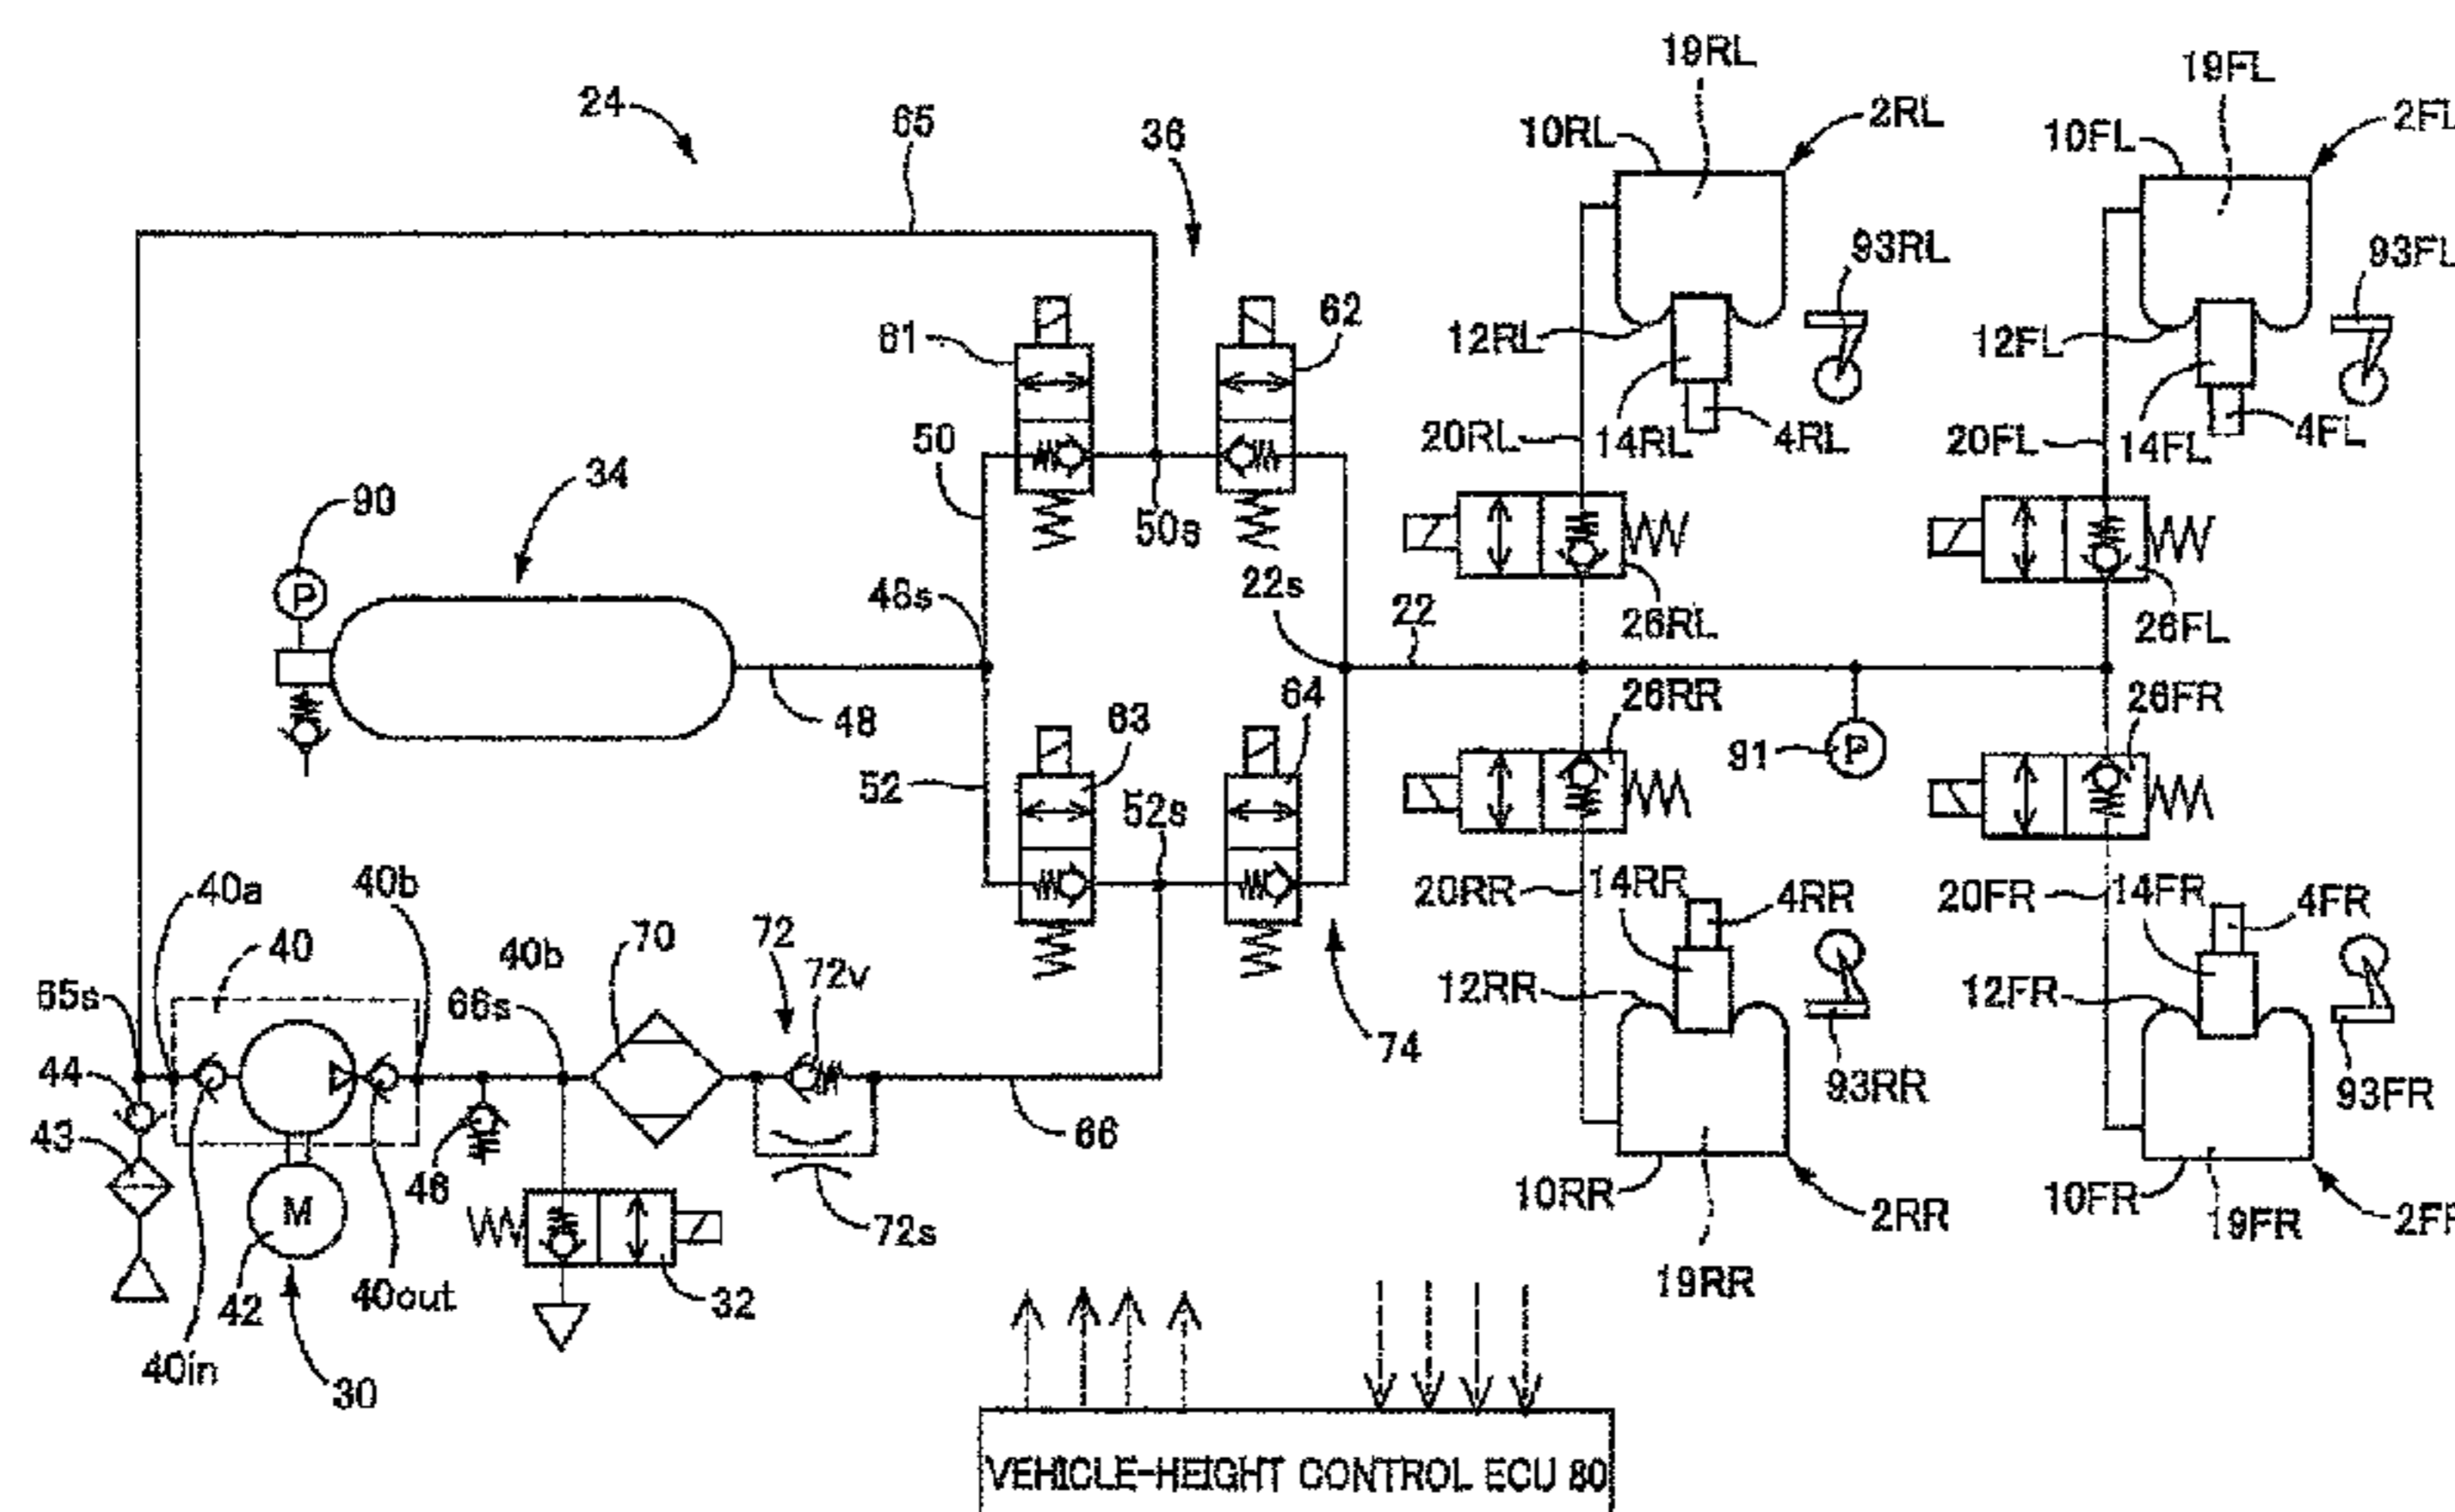 19RL
19FL
24
65
36
10RL
2RL
10FL
2FL
93RL
93FL
61
62
12RL
12FL
50
20RL
14RL
4RL
20FL
14FL
4FL
90
34
50s
48s
22s
22
26RL
26FL
P
48
63
64
26RR
26FR
91
P
52
52s
40a
40
40b
70
72
40b
72v
20RR
14RR
4RR
20FR
14FR
4FR
65s
66s
12RR
12FR
74
44
93RR
93FR
43
66
46
M
10RR
2RR
10FR
19FR
2FR
42
40out
32
72s
19RR
40in
30
VEHICLE-HEIGHT CONTROL ECU 80